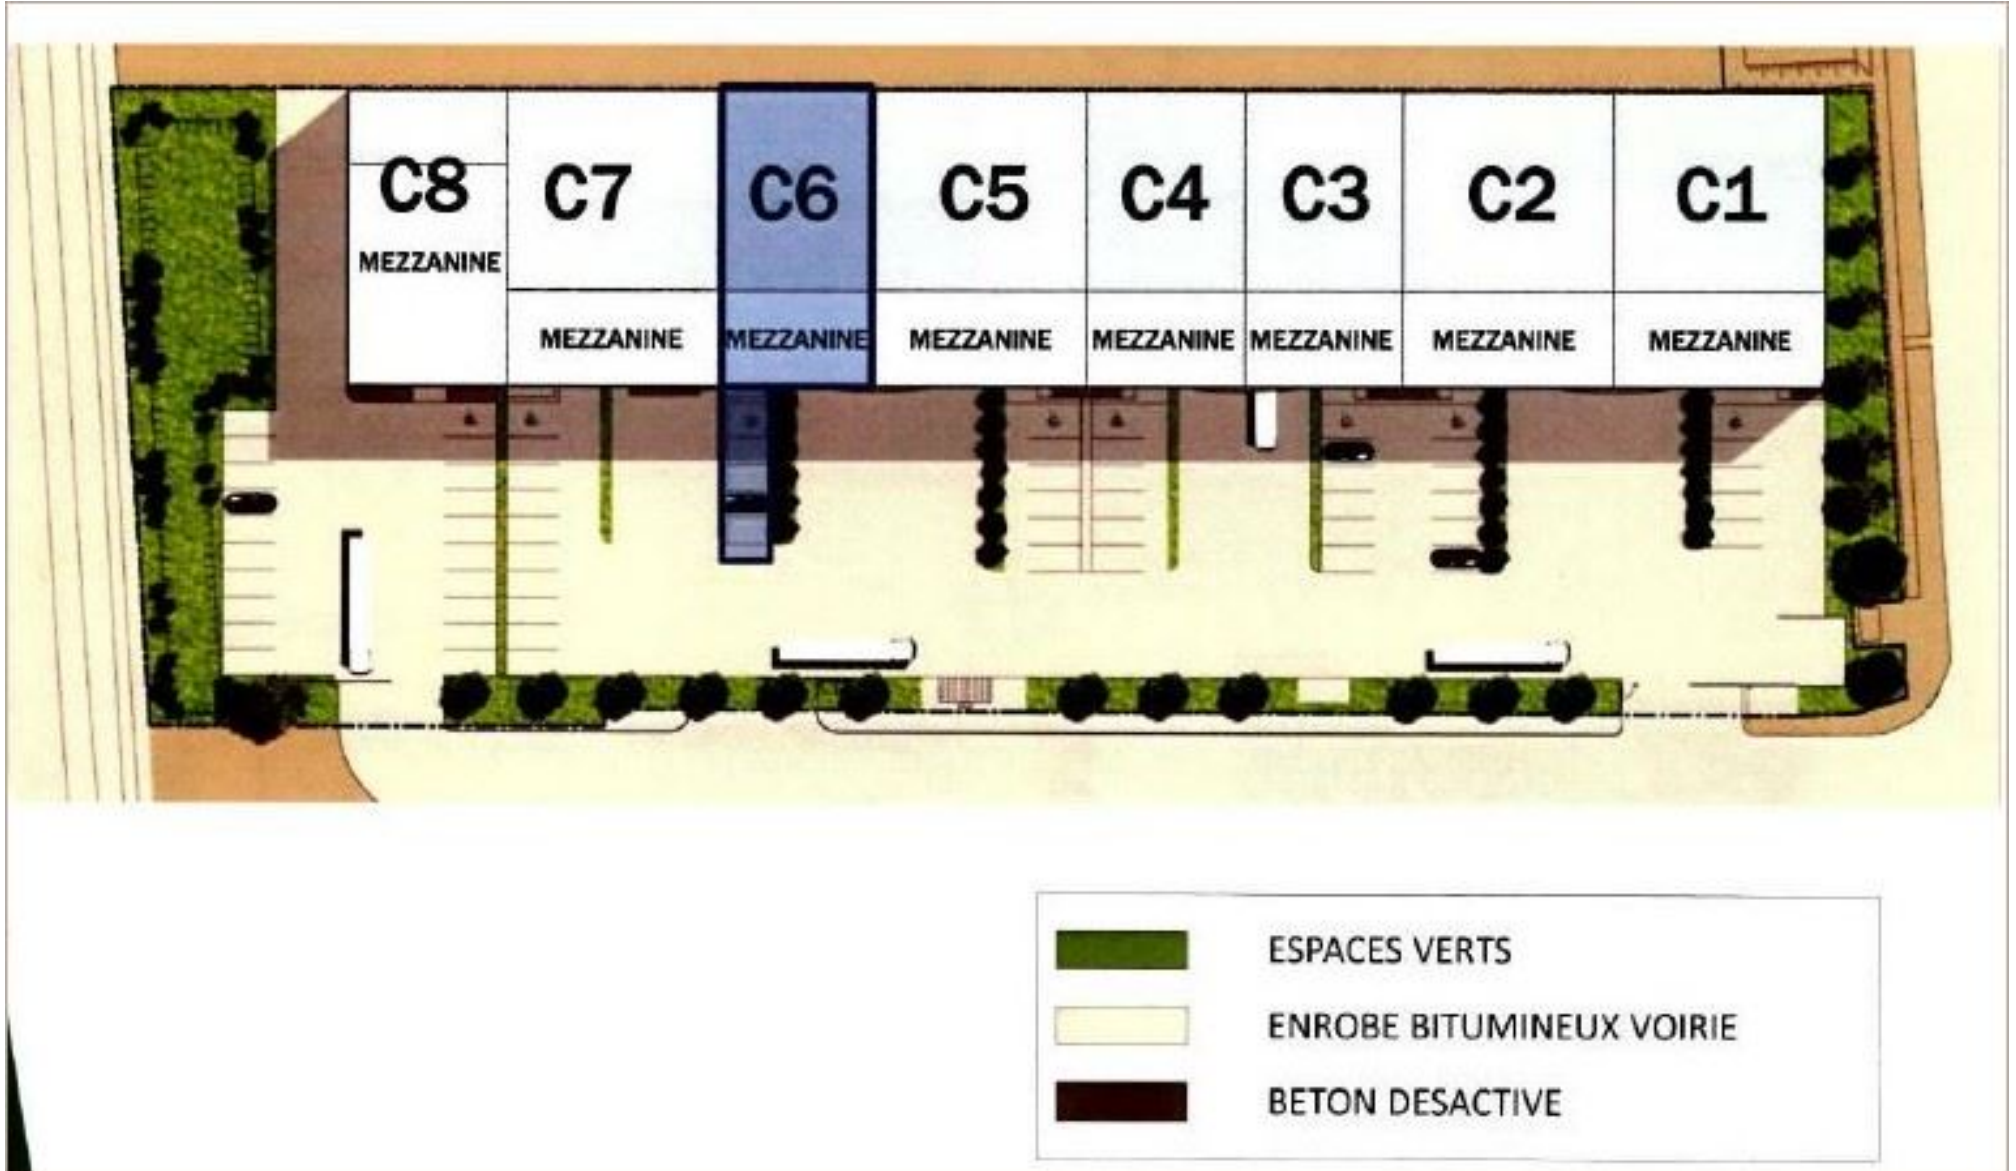 C8 C7 C6 C5 C4 C3 C2 C1
MEZZANINE
MEZZANINE MEZZANINE MEZZANINE MEZZANINE MEZZANINE MEZZANINE MEZZANINE
ESPACES VERTS
ENROBE BITUMINEUX VOIRIE
BETON DESACTIVE